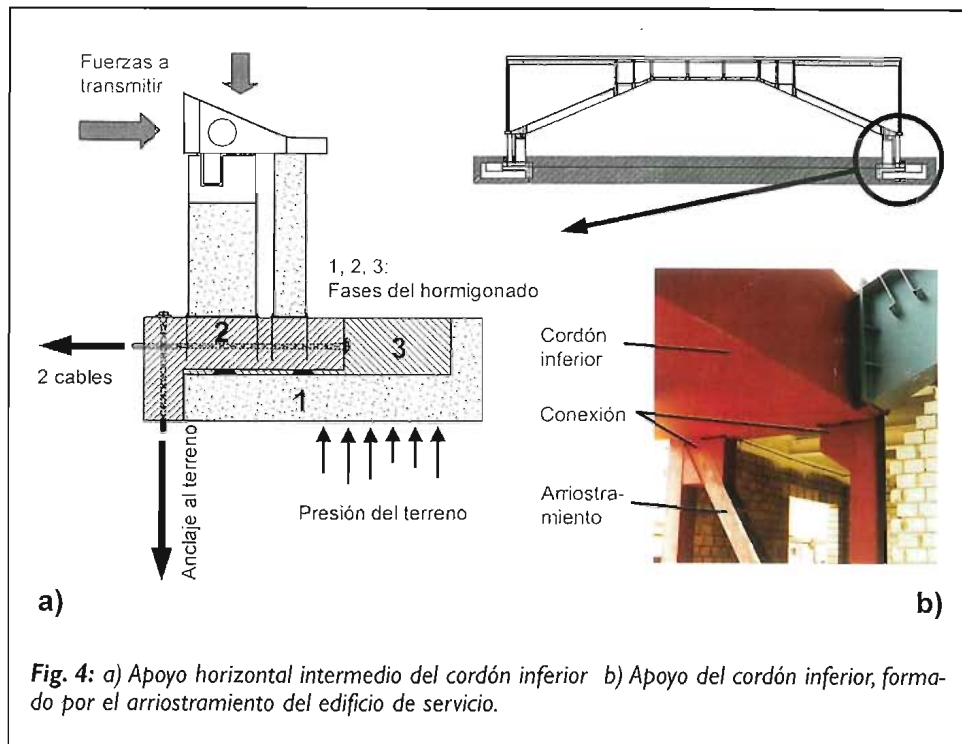 Fuerzas a
transmitir
1, 2, 3:
Fases del hormigonado
2
3
1
2 cables
Anclaje al terreno
Presión del terreno
a)
Cordón
inferior
Conexión
Arriostra-
miento
b)
Fig. 4: a) Apoyo horizontal intermedio del cordón inferior b) Apoyo del cordón inferior, forma-
do por el arriostramiento del edificio de servicio.